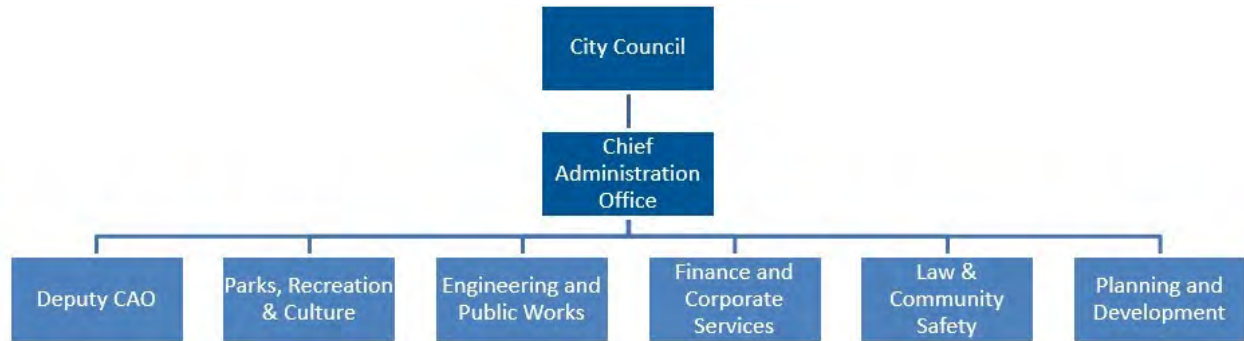 City Council
Chief
Administration
Office
Deputy CAO
Parks, Recreation
& Culture
Engineering and
Public Works
Finance and
Corporate
Services
Law &
Community
Safety
Planning and
Development